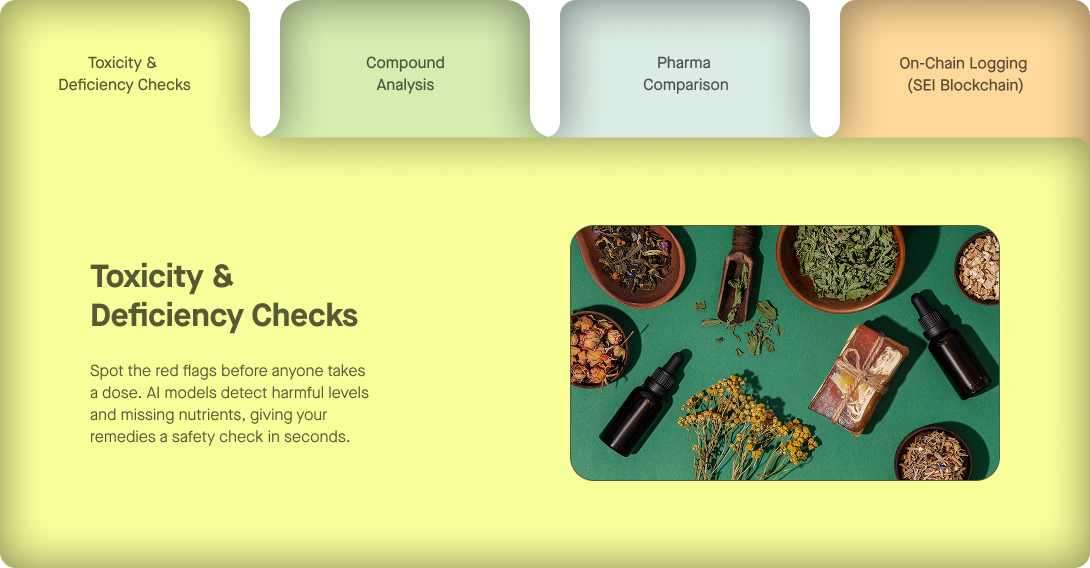 Toxicity &
Deficiency Checks
Compound
Analysis
Pharma
Comparison
On-Chain Logging
(SEI Blockchain)
Toxicity &
Deficiency Checks
Spot the red flags before anyone takes
a dose. AI models detect harmful levels
and missing nutrients, giving your
remedies a safety check in seconds.